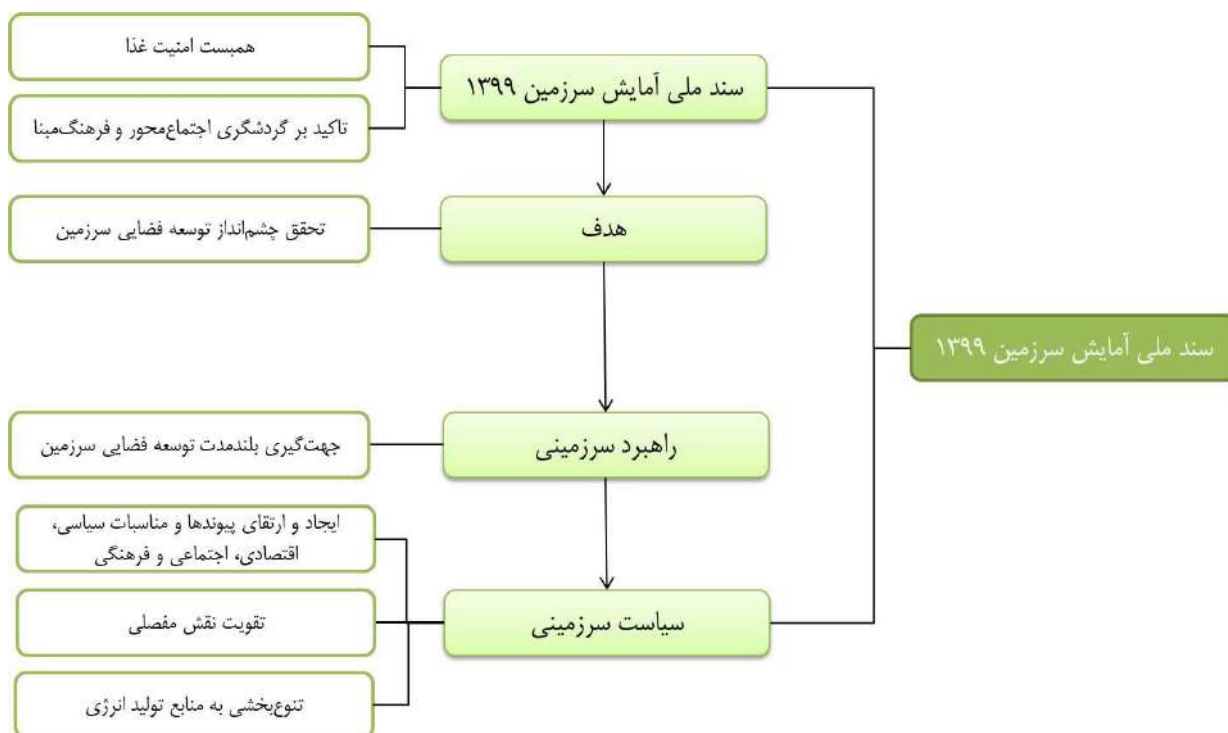 سند ملی آمایش سرزمین ۱۳۹۹
سند ملی آمایش سرزمین ۱۳۹۹
همبست امنیت غذا
تاکید بر گردشگری اجتماع‌محور و فرهنگ‌مبنا
هدف
تحقق چشم‌انداز توسعه فضایی سرزمین
راهبرد سرزمینی
جهت‌گیری بلندمدت توسعه فضایی سرزمین
سیاست سرزمینی
ایجاد و ارتقای پیوندها و مناسبات سیاسی،
اقتصادی، اجتماعی و فرهنگی
تقویت نقش مفصلی
تنوع‌بخشی به منابع تولید انرژی